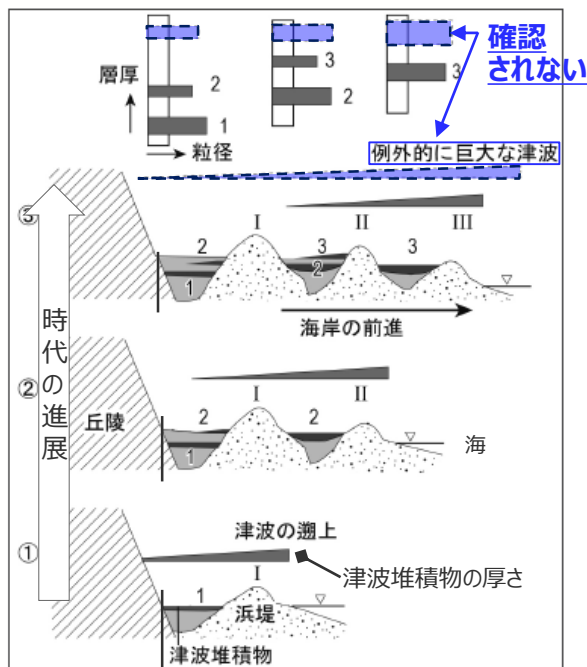 確認
されない
層厚
粒径
2
1
3
2
3
例外的に巨大な津波
③
I
II
III
2
1
3
2
3
海岸の前進
時代の進展
②
丘陵
I
II
2
1
2
海
①
津波の遡上
津波堆積物の厚さ
I
1
浜堤
津波堆積物